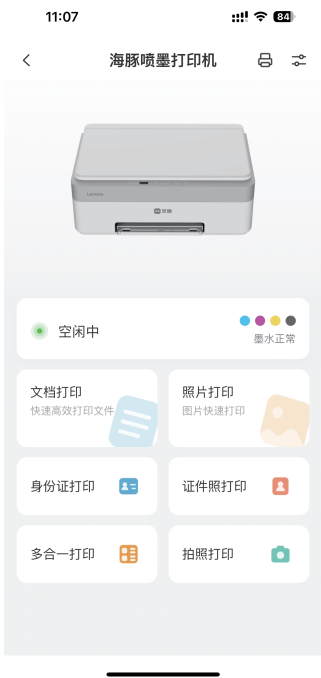 11:07
84
海豚喷墨打印机
Lenovo
空闲中
墨水正常
文档打印
快速高效打印文件
照片打印
图片快速打印
身份证打印
证件照打印
多合一打印
拍照打印